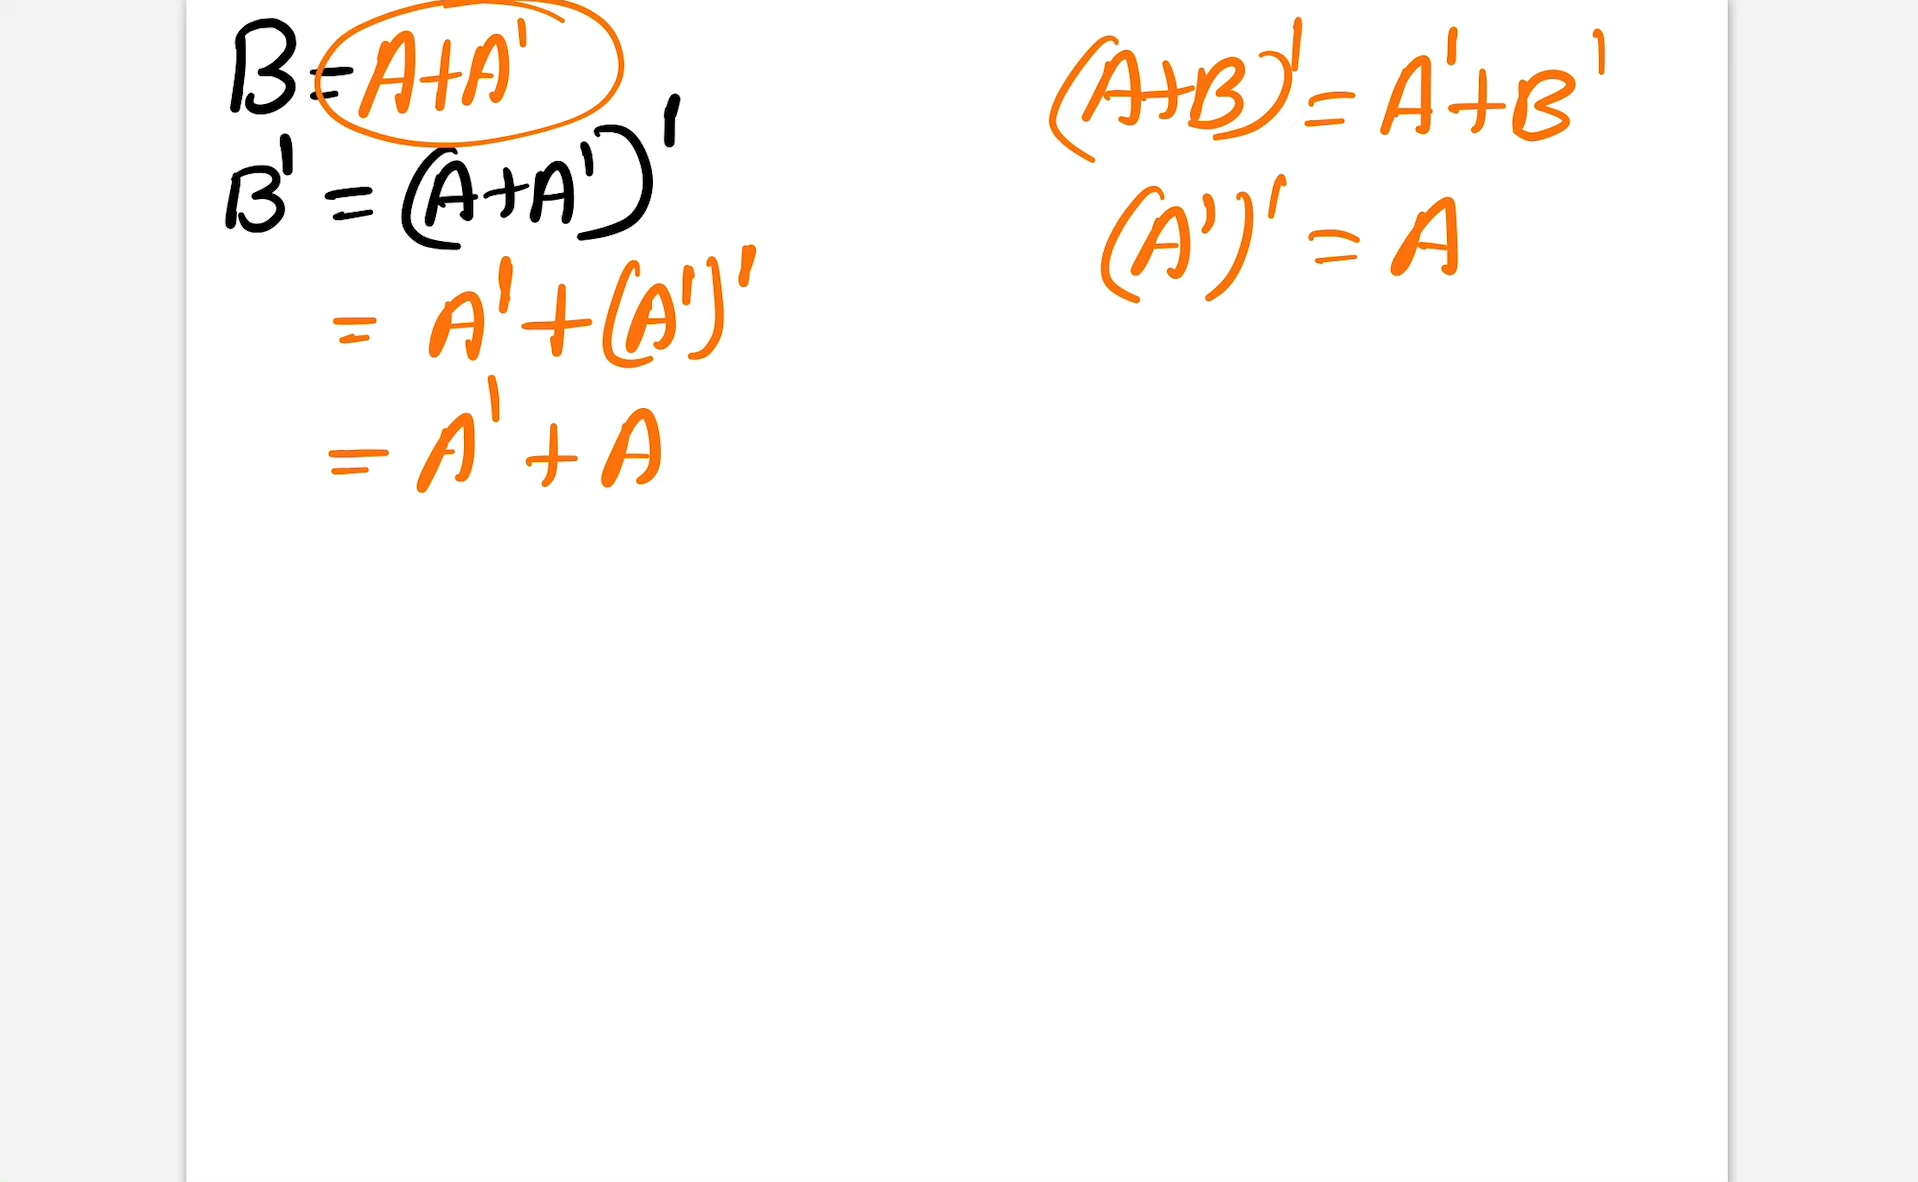 B=A+A'
B' = (A+A')'
= A'+(A')'
= A'+A
(A+B)'=A'+B'
(A')'=A